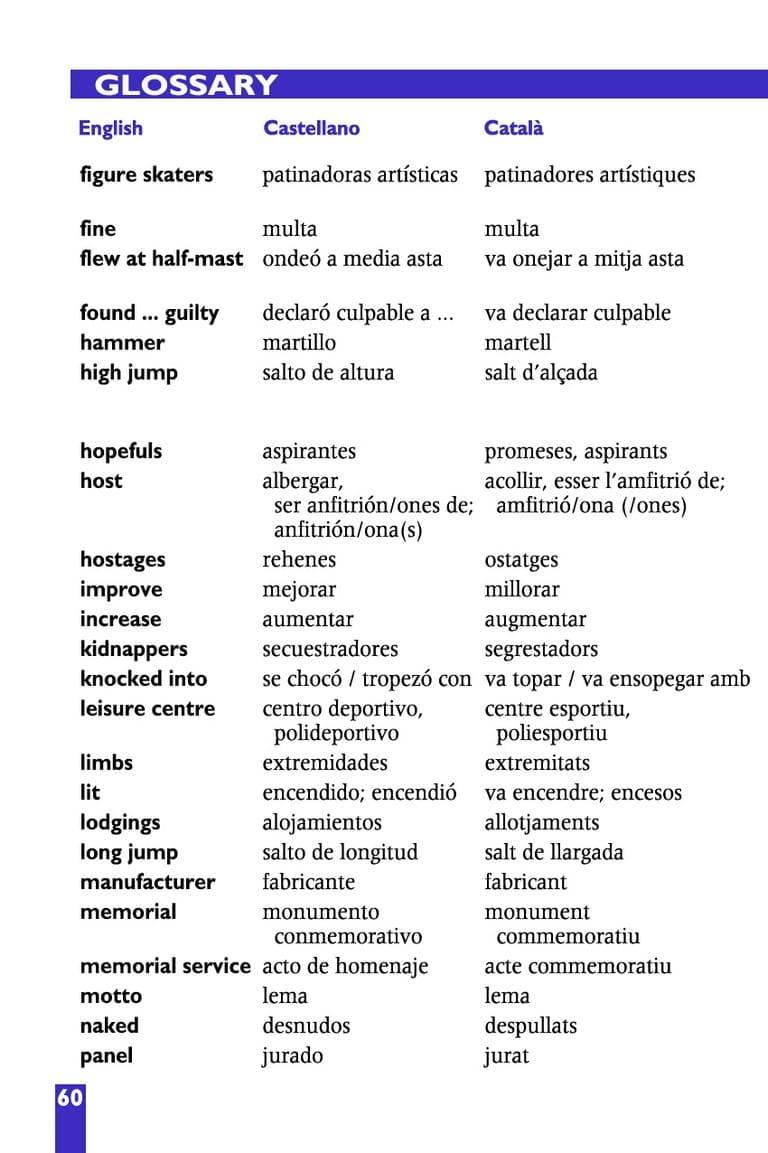 GLOSSARY
English Castellano Català
figure skaters patinadoras artísticas patinadores artístiques
fine multa multa
flew at half-mast ondeó a media asta va onejar a mitja asta
found ... guilty declaró culpable a ... va declarar culpable
hammer martillo martell
high jump salto de altura salt d’alçada
hopefuls aspirantes promeses, aspirants
host albergar, acollir, esser l’amfitrió de;
ser anfitrión/ones de; amfitrió/ona (/ones)
anfitrión/ona(s)
hostages rehenes ostatges
improve mejorar millorar
increase aumentar augmentar
kidnappers secuestradores segrestadors
knocked into se chocó / tropezó con va topar / va ensopegar amb
leisure centre centro deportivo, centre esportiu,
polideportivo poliesportiu
limbs extremidades extremitats
lit encendido; encendió va encendre; encesos
lodgings alojamientos allotjaments
long jump salto de longitud salt de llargada
manufacturer fabricante fabricant
memorial monumento monument
conmemorativo commemoratiu
memorial service acto de homenaje acte commemoratiu
motto lema lema
naked desnudos despullats
panel jurado jurat
60